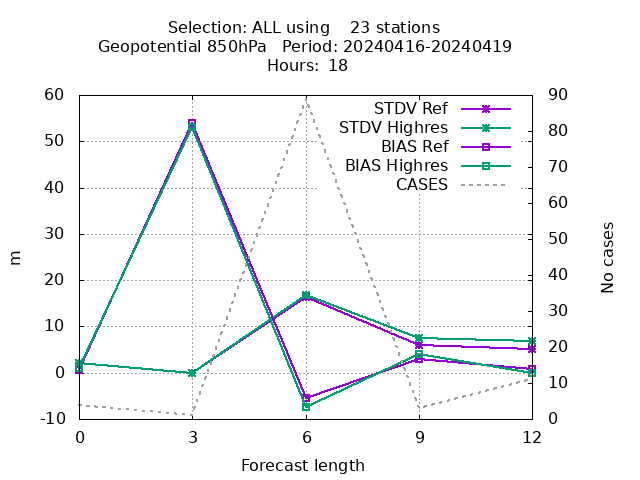 Selection: ALL using    23 stations
Geopotential 850hPa   Period: 20240416-20240419
Hours:  18
60
50
40
30
20
10
0
-10
m
90
80
70
60
50
40
30
20
10
0
No cases
STDV Ref
STDV Highres
BIAS Ref
BIAS Highres
CASES
0 3 6 9 12
Forecast length